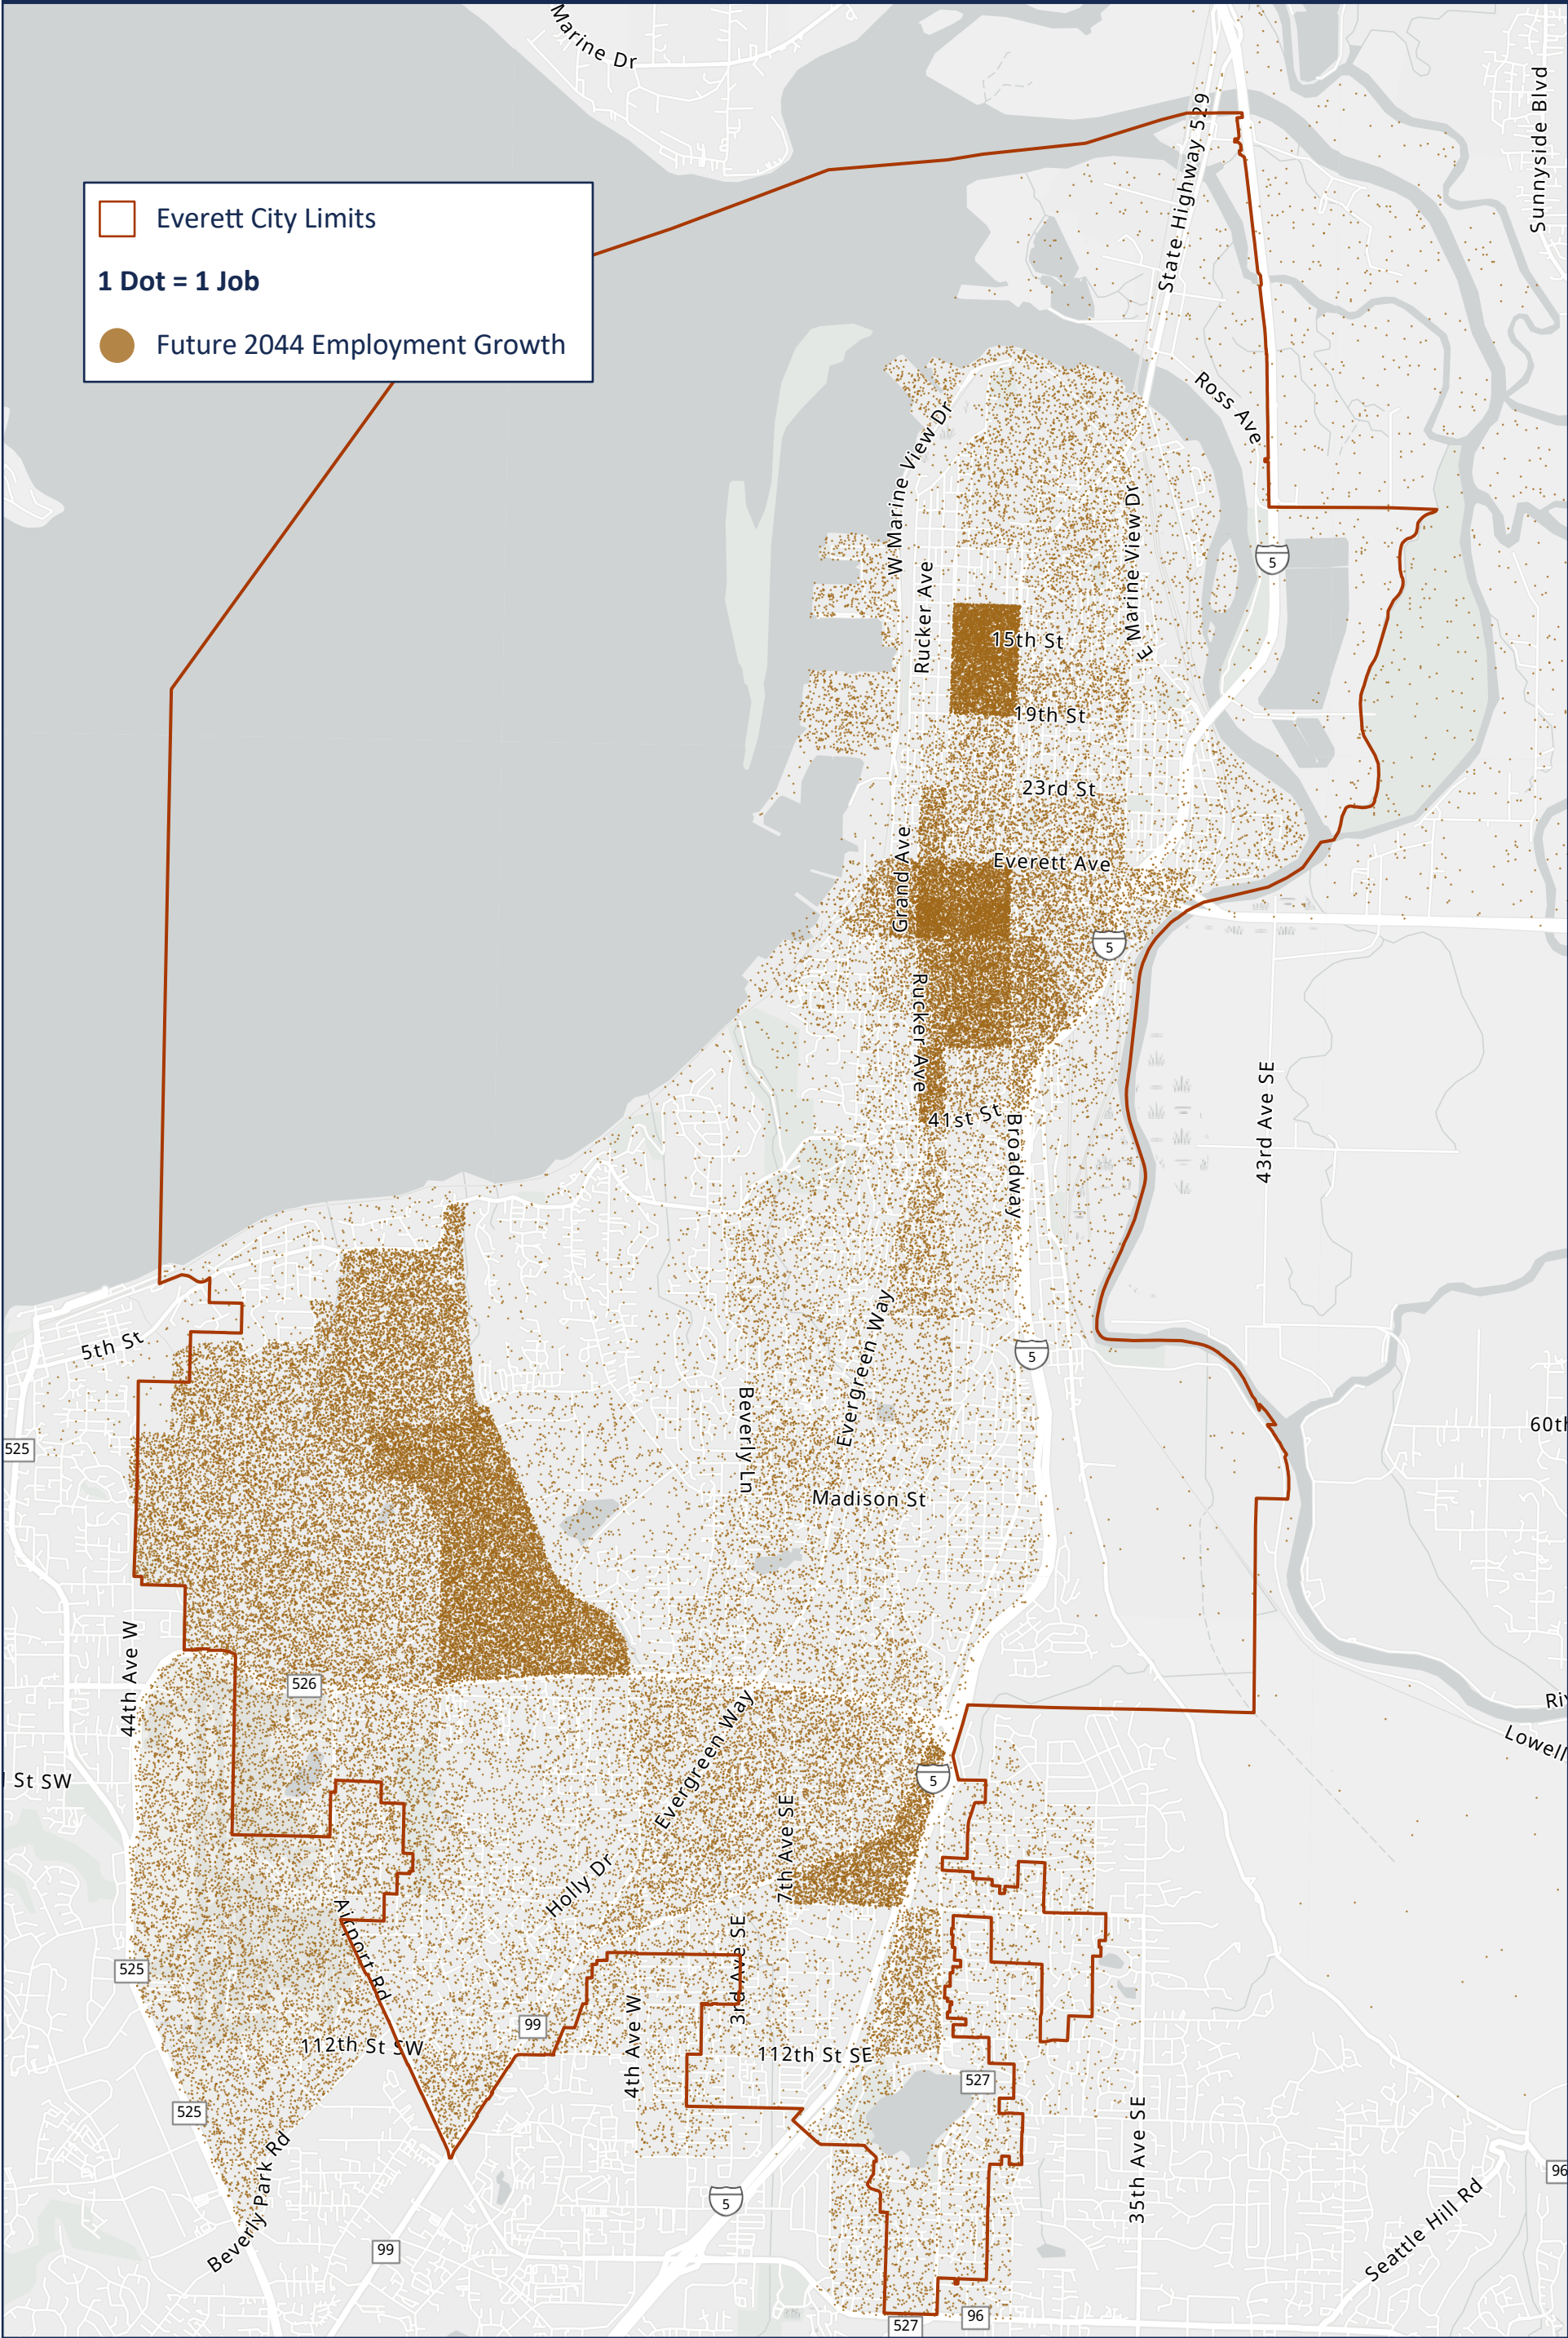 Marine Dr
Sunnyside Blvd
State Highway 529
Everett City Limits
1 Dot = 1 Job
Future 2044 Employment Growth
Ross Ave
W Marine View Dr
E Marine View Dr
5
Rucker Ave
15th St
19th St
23rd St
Grand Ave
Everett Ave
5
Rucker Ave
41st St
Broadway
43rd Ave SE
5th St
Evergreen Way
5
Beverly Ln
525
60th
Madison St
44th Ave W
526
Evergreen Way
Riv
Lowell
St SW
5
7th Ave SE
Holly Dr
Airport Rd
3rd Ave SE
525
99
4th Ave W
112th St SW
112th St SE
527
525
35th Ave SE
Beverly Park Rd
96
5
99
Seattle Hill Rd
96
527